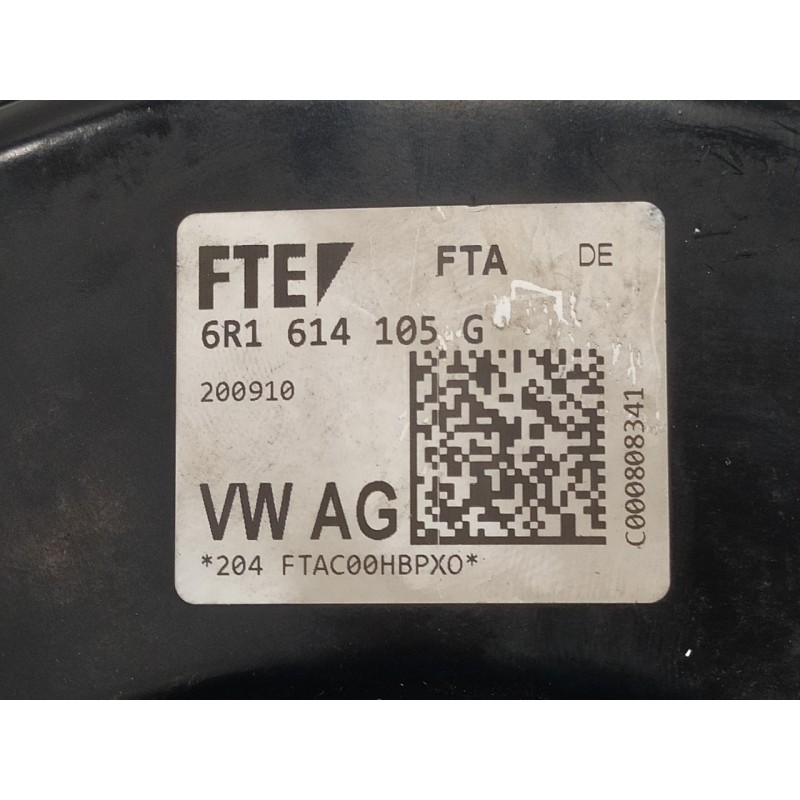 FTE FTA DE
6R1 614 105 G
200910
VW AG
*204 FTAC00HBPXO*
C000808341